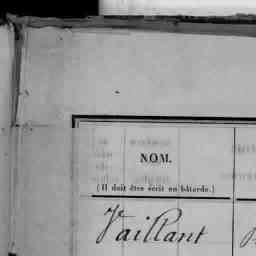 NOM.
(Il doit être écrit en bâtarde.)
Vaillant